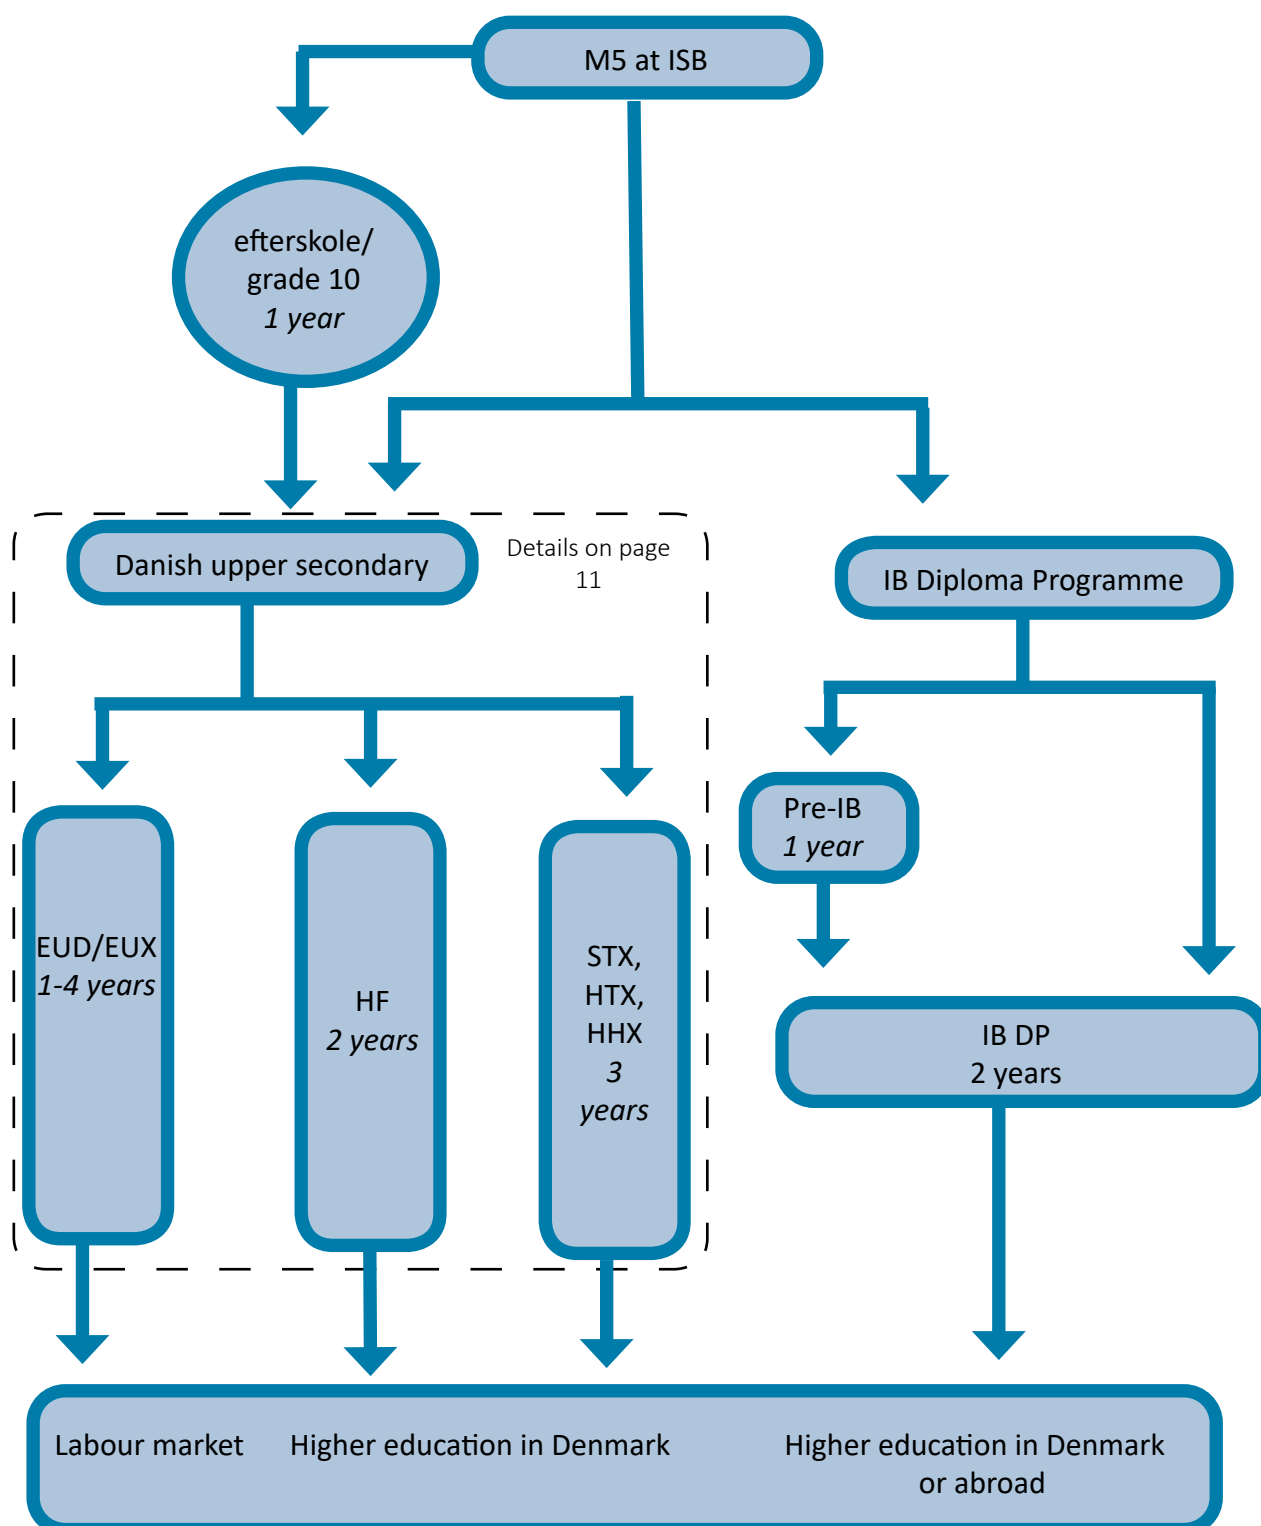 M5 at ISB
efterskole/
grade 10
1 year
Danish upper secondary
Details on page
11
IB Diploma Programme
Pre-IB
1 year
EUD/EUX
1-4 years
HF
2 years
STX,
HTX,
HHX
3
years
IB DP
2 years
Labour market
Higher education in Denmark
Higher education in Denmark
or abroad